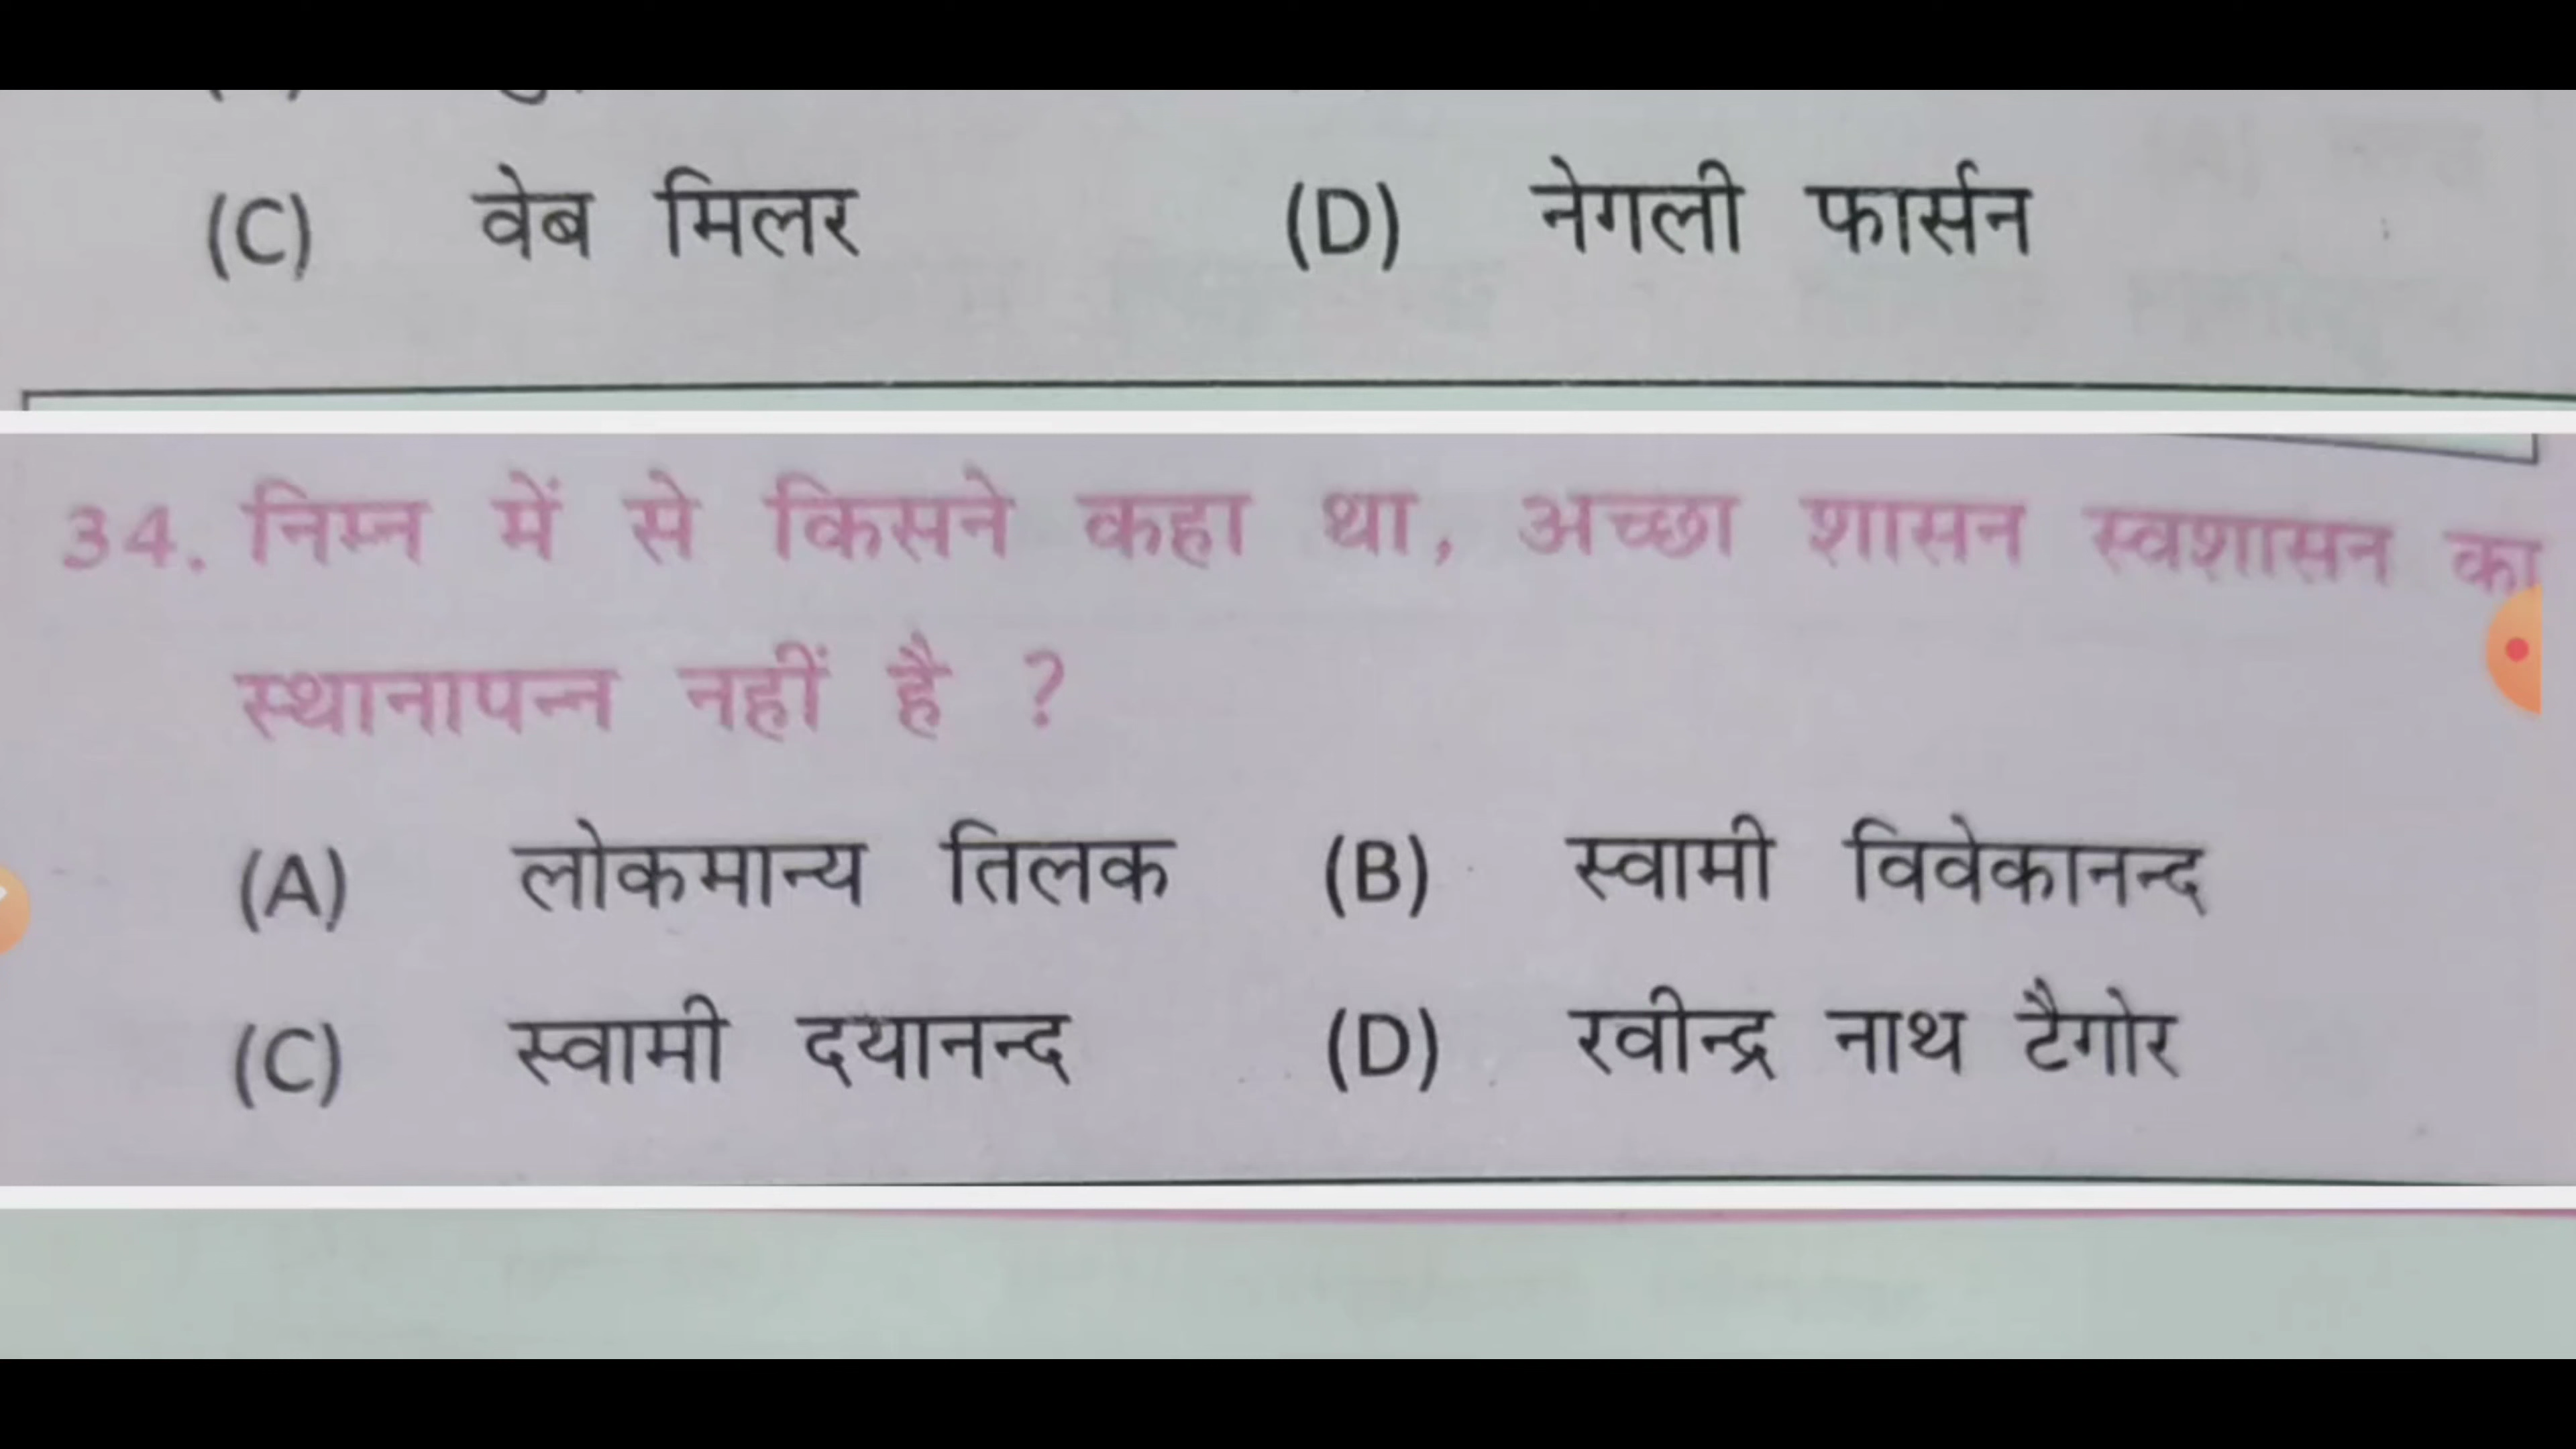 (C) वेब मिलर (D) नेगली फार्सन
34. निम्न में से किसने कहा था, अच्छा शासन स्वशासन का
स्थानापन्न नहीं है ?
(A) लोकमान्य तिलक (B) स्वामी विवेकानन्द
(C) स्वामी दयानन्द (D) रवीन्द्र नाथ टैगोर